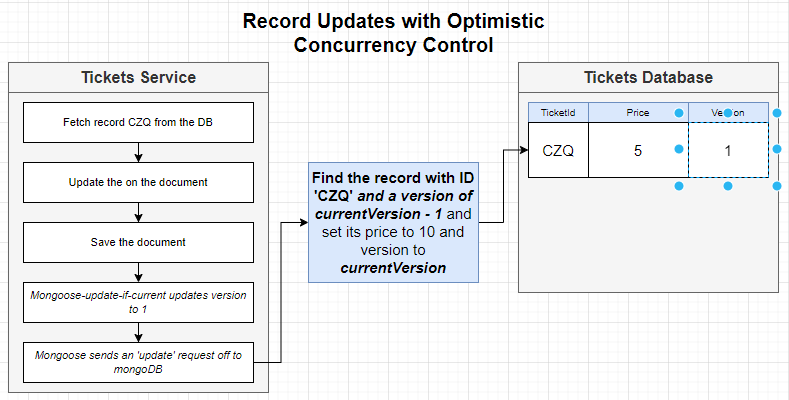 Record Updates with Optimistic
Concurrency Control
Tickets Service
Fetch record CZQ from the DB
Update the on the document
Save the document
Mongoose-update-if-current updates version
to 1
Mongoose sends an 'update' request off to
mongoDB
Find the record with ID
'CZQ' and a version of
currentVersion - 1 and
set its price to 10 and
version to
currentVersion
Tickets Database
TicketId Price
CZQ 5 1